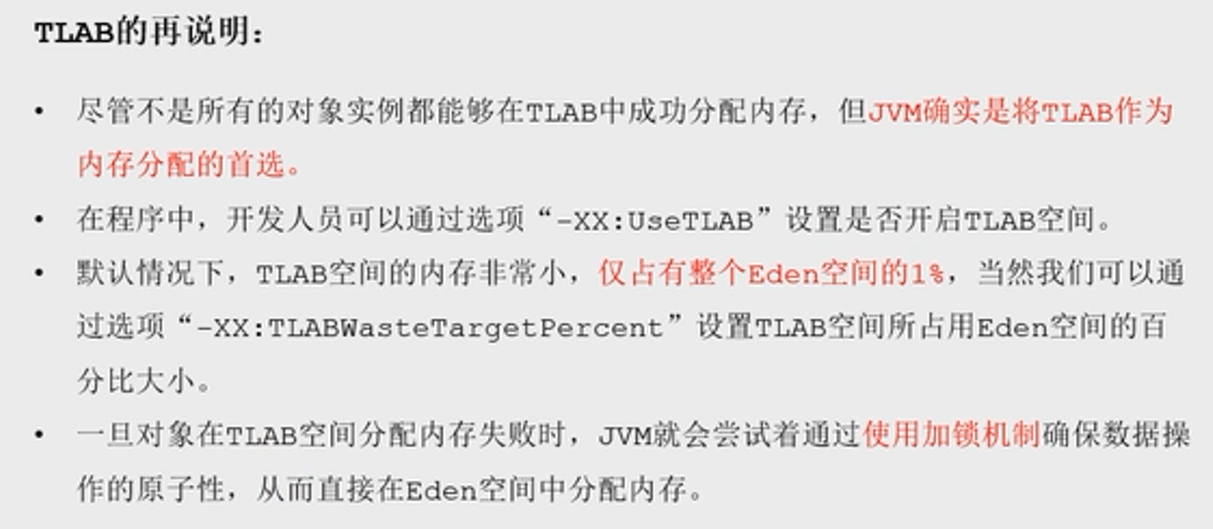 TLAB的再说明：
• 尽管不是所有的对象实例都能够在TLAB中成功分配内存，但JVM确实是将TLAB作为
内存分配的首选。
• 在程序中，开发人员可以通过选项“-XX:UseTLAB”设置是否开启TLAB空间。
• 默认情况下，TLAB空间的内存非常小，仅占有整个Eden空间的1%，当然我们可以通
过选项“-XX:TLABWasteTargetPercent”设置TLAB空间所占用Eden空间的百
分比大小。
• 一旦对象在TLAB空间分配内存失败时，JVM就会尝试着通过使用加锁机制确保数据操
作的原子性，从而直接在Eden空间中分配内存。